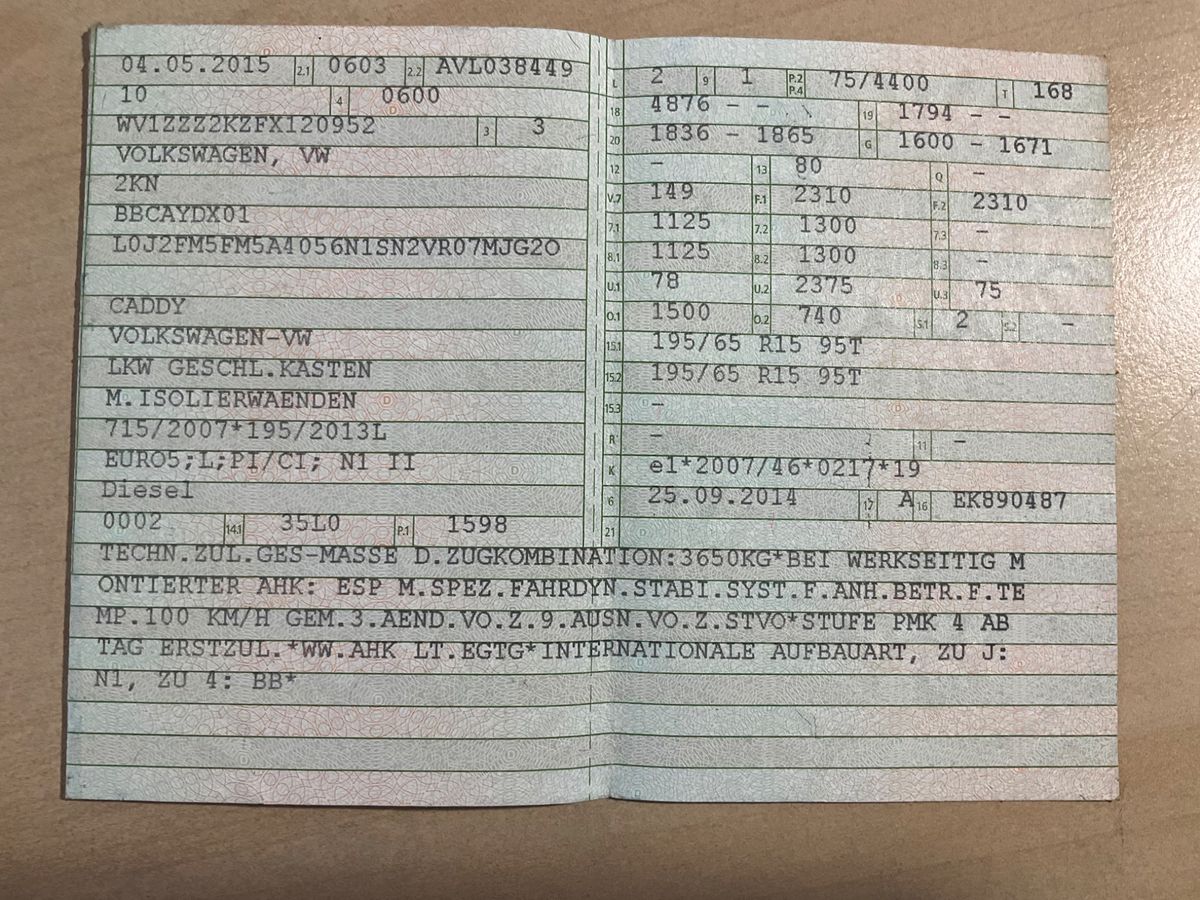 04.05.2015 2.1 0603 2.2 AVL038449
10 4 0600
WV1ZZZ2KZFX120952 3 3
VOLKSWAGEN, VW
2KN
BBCAYDX01
L0J2FM5FM5A4056N1SN2VR07MJG2O
CADDY
VOLKSWAGEN-VW
LKW GESCHL.KASTEN
M.ISOLIERWAENDEN
715/2007*195/2013L
EURO5;L;PI/CI; N1 II
Diesel
0002 14.1 35L0 P.1 1598
L 2 9 1 P.2 P.4 75/4400 T 168
18 4876 - - 19 1794 - -
20 1836 - 1865 G 1600 - 1671
12 - 13 80 Q -
V.7 149 F.1 2310 F.2 2310
7.1 1125 7.2 1300 7.3 -
8.1 1125 8.2 1300 8.3 -
U.1 78 U.2 2375 U.3 75
O.1 1500 O.2 740 S.1 2 S.2 -
15.1 195/65 R15 95T
15.2 195/65 R15 95T
15.3 -
R - 11 -
K e1*2007/46*0217*19
6 25.09.2014 17 A 16 EK890487
21
TECHN.ZUL.GES-MASSE D.ZUGKOMBINATION:3650KG*BEI WERKSEITIG M
ONTIERTER AHK: ESP M.SPEZ.FAHRDYN.STABI.SYST.F.ANH.BETR.F.TE
MP.100 KM/H GEM.3.AEND.VO.Z.9.AUSN.VO.Z.STVO*STUFE PMK 4 AB
TAG ERSTZUL.*WW.AHK LT.EGTG*INTERNATIONALE AUFBAUART, ZU J:
N1, ZU 4: BB*